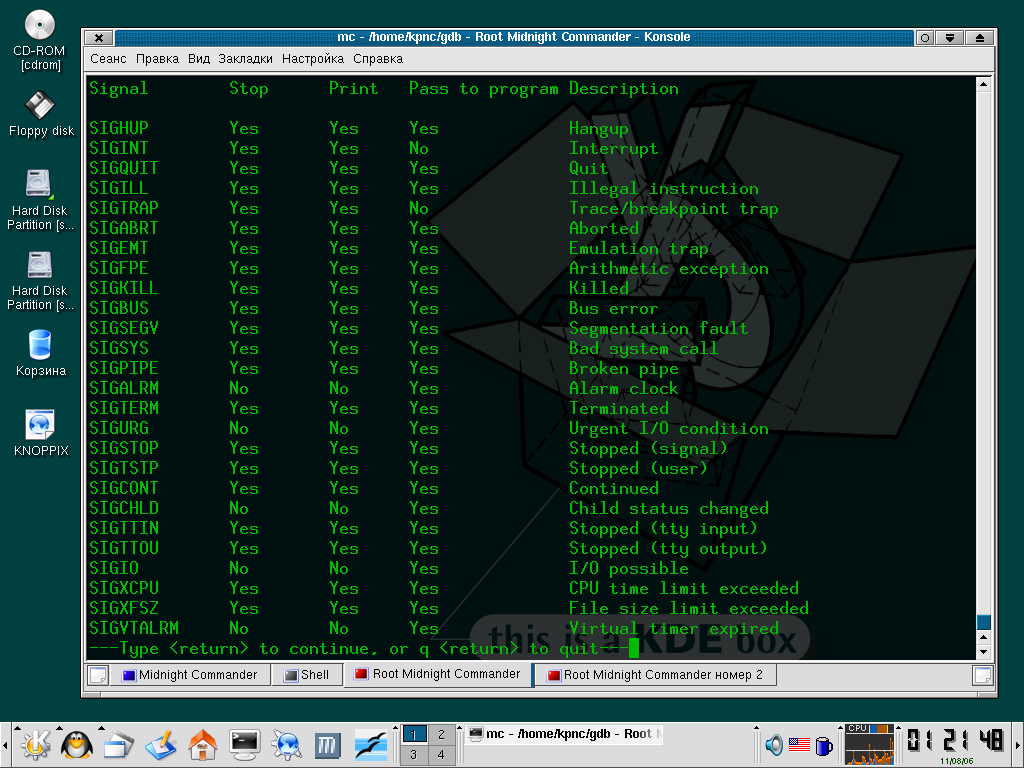 CD-ROM
[cdrom]
Floppy disk
Hard Disk
Partition [s...
Hard Disk
Partition [s...
Корзина
KNOPPIX
mc - /home/kpnc/gdb - Root Midnight Commander - Konsole
Сеанс Правка Вид Закладки Настройка Справка
Signal Stop Print Pass to program Description
SIGHUP Yes Yes Yes Hangup
SIGINT Yes Yes No Interrupt
SIGQUIT Yes Yes Yes Quit
SIGILL Yes Yes Yes Illegal instruction
SIGTRAP Yes Yes No Trace/breakpoint trap
SIGABRT Yes Yes Yes Aborted
SIGEMT Yes Yes Yes Emulation trap
SIGFPE Yes Yes Yes Arithmetic exception
SIGKILL Yes Yes Yes Killed
SIGBUS Yes Yes Yes Bus error
SIGSEGV Yes Yes Yes Segmentation fault
SIGSYS Yes Yes Yes Bad system call
SIGPIPE Yes Yes Yes Broken pipe
SIGALRM No No Yes Alarm clock
SIGTERM Yes Yes Yes Terminated
SIGURG No No Yes Urgent I/O condition
SIGSTOP Yes Yes Yes Stopped (signal)
SIGTSTP Yes Yes Yes Stopped (user)
SIGCONT Yes Yes Yes Continued
SIGCHLD No No Yes Child status changed
SIGTTIN Yes Yes Yes Stopped (tty input)
SIGTTOU Yes Yes Yes Stopped (tty output)
SIGIO No No Yes I/O possible
SIGXCPU Yes Yes Yes CPU time limit exceeded
SIGXFSZ Yes Yes Yes File size limit exceeded
SIGVTALRM No No Yes Virtual timer expired
this is a KDE box
---Type <return> to continue, or q <return> to quit---
Midnight Commander Shell Root Midnight Commander Root Midnight Commander номер 2
1 2
3 4
mc - /home/kpnc/gdb - Root M
CPU
01 21 48
11/08/06